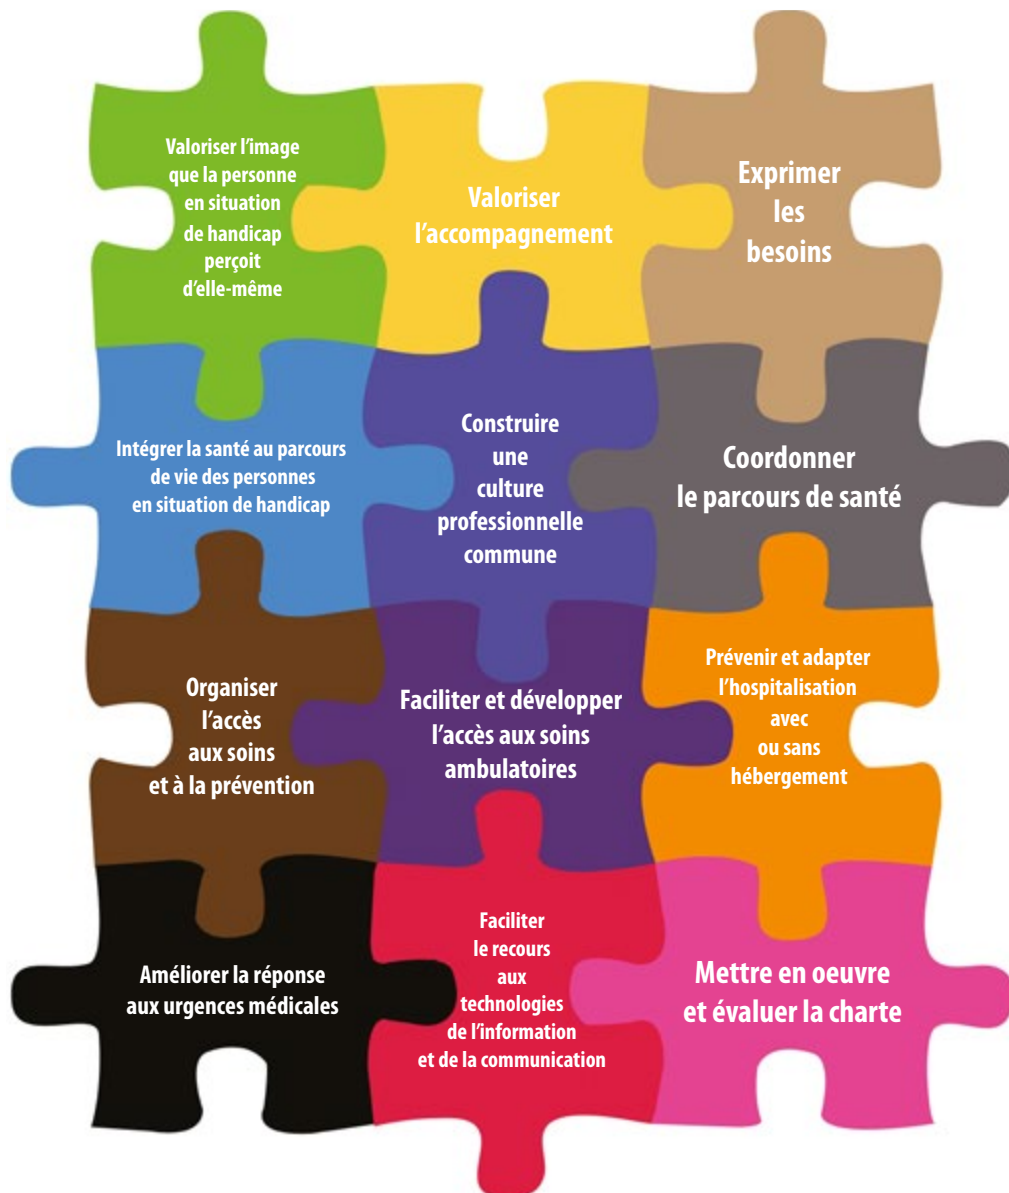 Valoriser l'image
que la personne
en situation
de handicap
perçoit
d'elle-même
Valoriser
l'accompagnement
Exprimer
les
besoins
Intégrer la santé au parcours
de vie des personnes
en situation de handicap
Construire
une
culture
professionnelle
commune
Coordonner
le parcours de santé
Organiser
l'accès
aux soins
et à la prévention
Faciliter et développer
l'accès aux soins
ambulatoires
Prévenir et adapter
l'hospitalisation
avec
ou sans
hébergement
Améliorer la réponse
aux urgences médicales
Faciliter
le recours
aux
technologies
de l'information
et de la communication
Mettre en oeuvre
et évaluer la charte